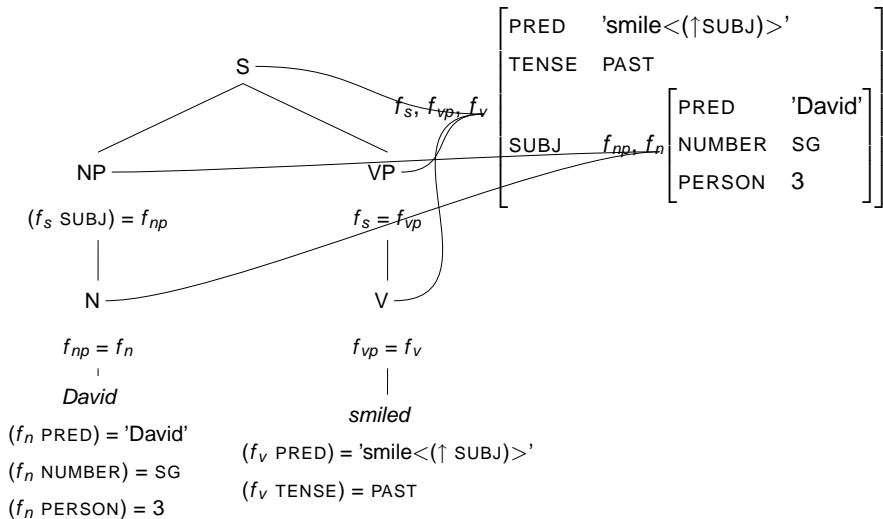 PRED 'smile<(↑SUBJ)>'
TENSE PAST
S
f_s, f_vp, f_v
PRED 'David'
SUBJ f_np, f_n NUMBER SG
PERSON 3
NP VP
(f_s SUBJ) = f_np f_s = f_vp
N V
f_np = f_n f_vp = f_v
David
smiled
(f_n PRED) = 'David'
(f_v PRED) = 'smile<(↑ SUBJ)>'
(f_n NUMBER) = SG
(f_v TENSE) = PAST
(f_n PERSON) = 3